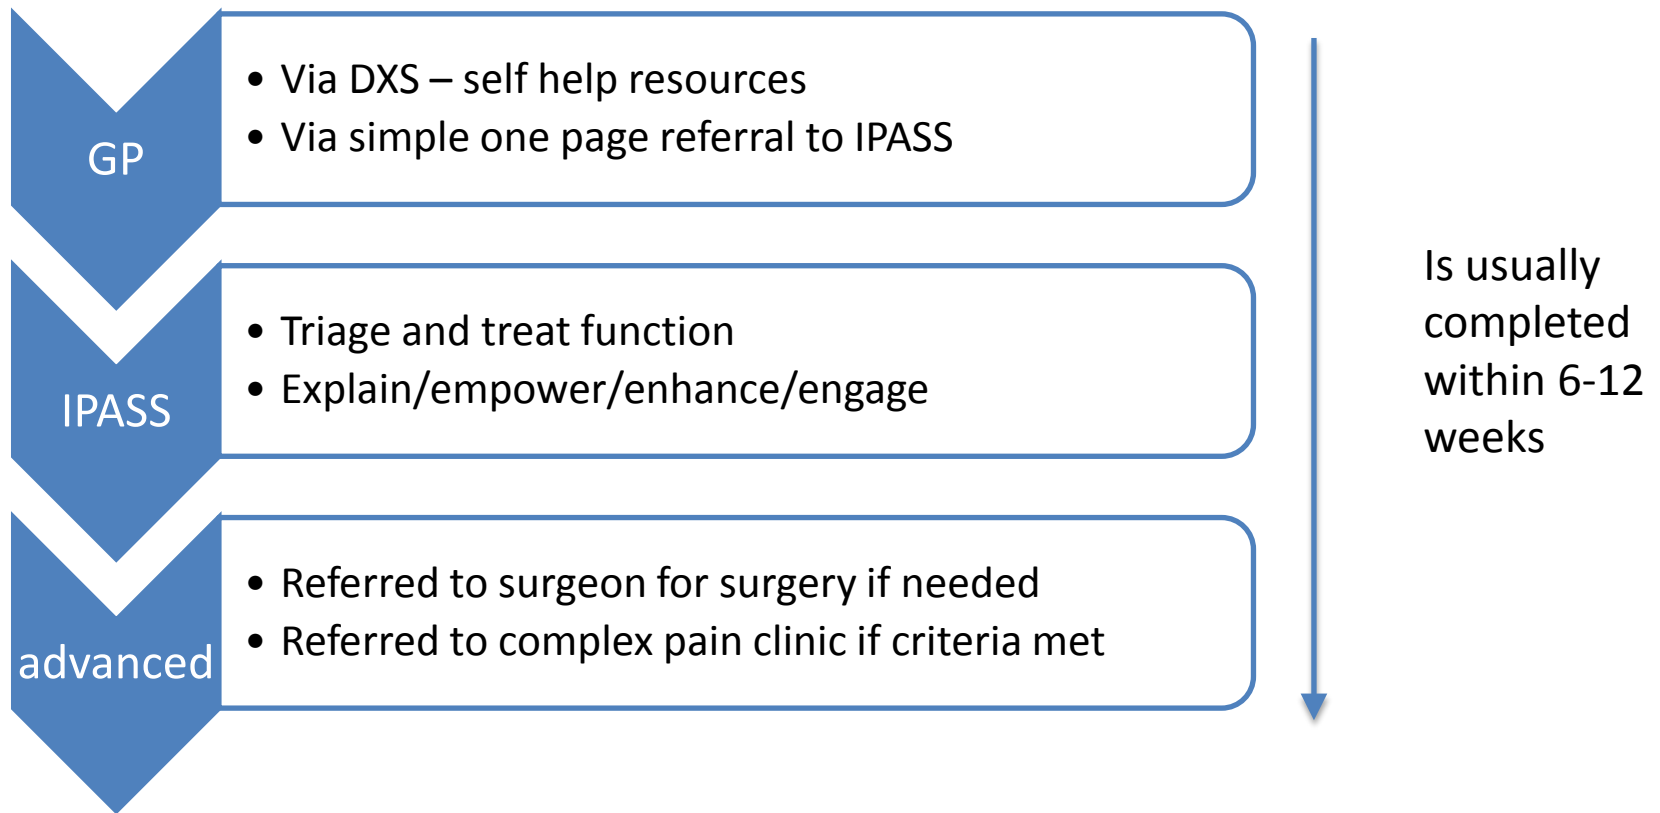 GP
• Via DXS – self help resources
• Via simple one page referral to IPASS
IPASS
• Triage and treat function
• Explain/empower/enhance/engage
advanced
• Referred to surgeon for surgery if needed
• Referred to complex pain clinic if criteria met
Is usually
completed
within 6-12
weeks